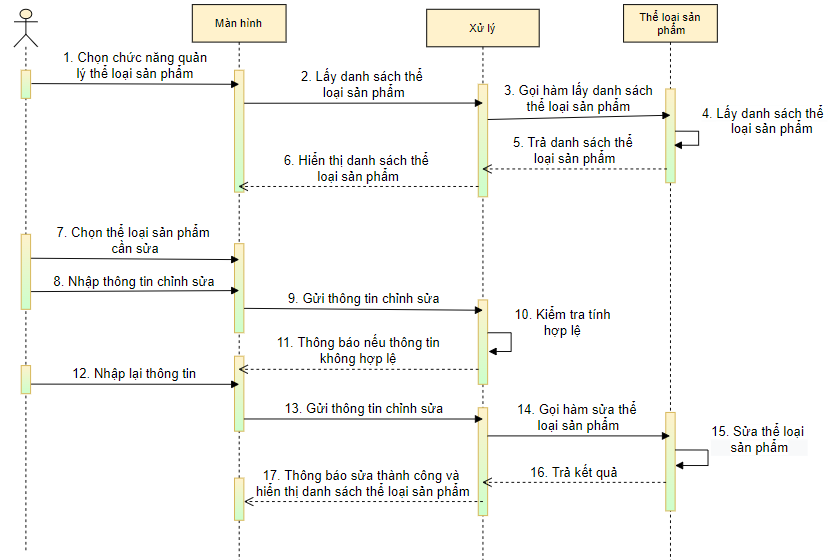 Màn hình
Xử lý
Thể loại sản
phẩm
1. Chọn chức năng quản
lý thể loại sản phẩm
2. Lấy danh sách thể
loại sản phẩm
3. Gọi hàm lấy danh sách
thể loại sản phẩm
4. Lấy danh sách thể
loại sản phẩm
5. Trả danh sách thể
loại sản phẩm
6. Hiển thị danh sách thể
loại sản phẩm
7. Chọn thể loại sản phẩm
cần sửa
8. Nhập thông tin chỉnh sửa
9. Gửi thông tin chỉnh sửa
10. Kiểm tra tính
hợp lệ
11. Thông báo nếu thông tin
không hợp lệ
12. Nhập lại thông tin
13. Gửi thông tin chỉnh sửa
14. Gọi hàm sửa thể
loại sản phẩm
15. Sửa thể loại
sản phẩm
16. Trả kết quả
17. Thông báo sửa thành công và
hiển thị danh sách thể loại sản phẩm